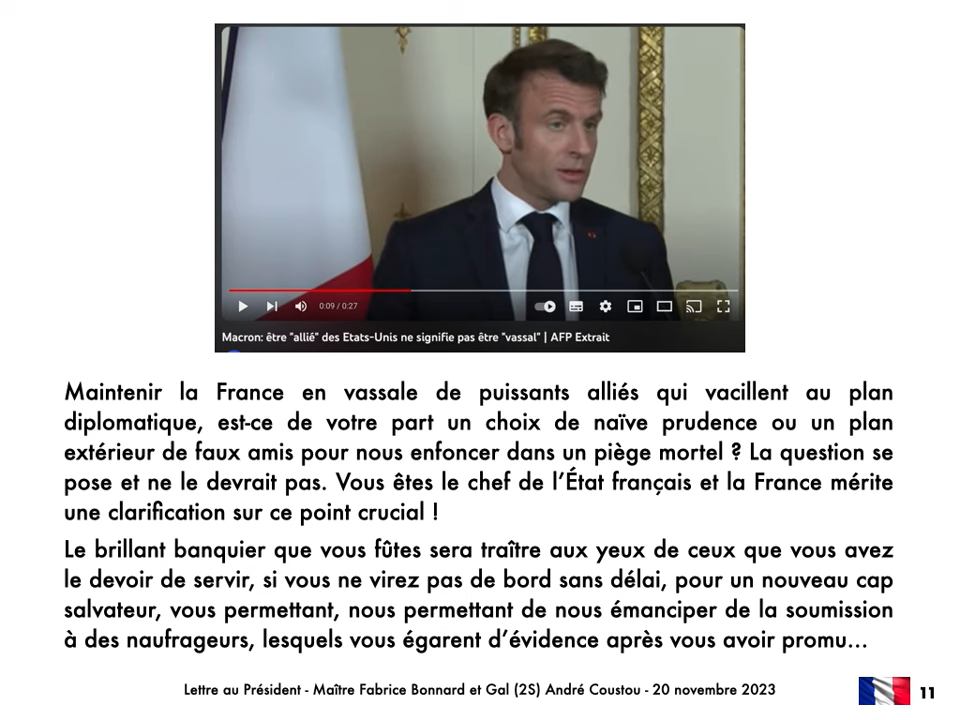 0:09 / 0:27
Macron: être "allié" des Etats-Unis ne signifie pas être "vassal" | AFP Extrait
Maintenir la France en vassale de puissants alliés qui vacillent au plan
diplomatique, est-ce de votre part un choix de naïve prudence ou un plan
extérieur de faux amis pour nous enfoncer dans un piège mortel ? La question se
pose et ne le devrait pas. Vous êtes le chef de l’État français et la France mérite
une clarification sur ce point crucial !
Le brillant banquier que vous fûtes sera traître aux yeux de ceux que vous avez
le devoir de servir, si vous ne virez pas de bord sans délai, pour un nouveau cap
salvateur, vous permettant, nous permettant de nous émanciper de la soumission
à des naufrageurs, lesquels vous égarent d’évidence après vous avoir promu...
Lettre au Président - Maître Fabrice Bonnard et Gal (2S) André Coustou - 20 novembre 2023
11